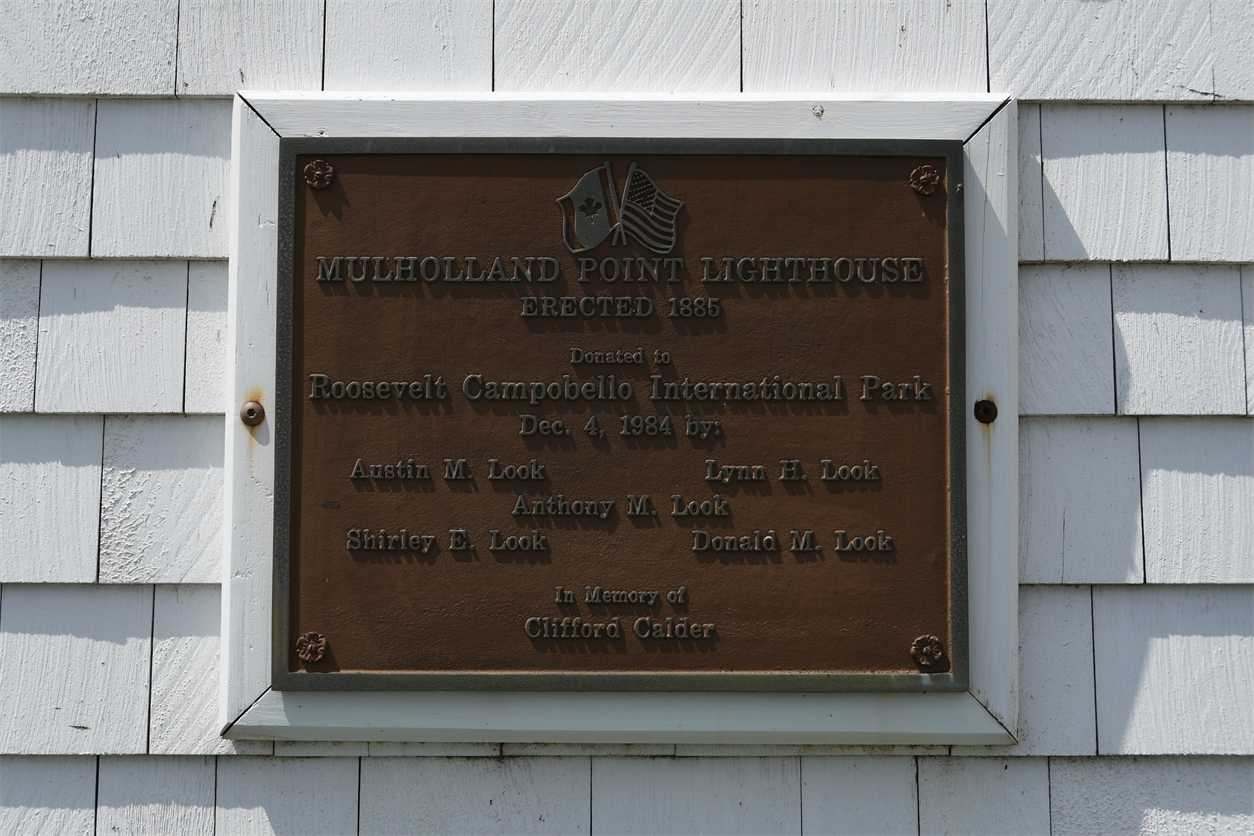 MULHOLLAND POINT LIGHTHOUSE
ERECTED 1885
Donated to
Roosevelt Campobello International Park
Dec. 4, 1984 by:
Austin M. Look Lynn H. Look
Anthony M. Look
Shirley E. Look Donald M. Look
In Memory of
Clifford Calder